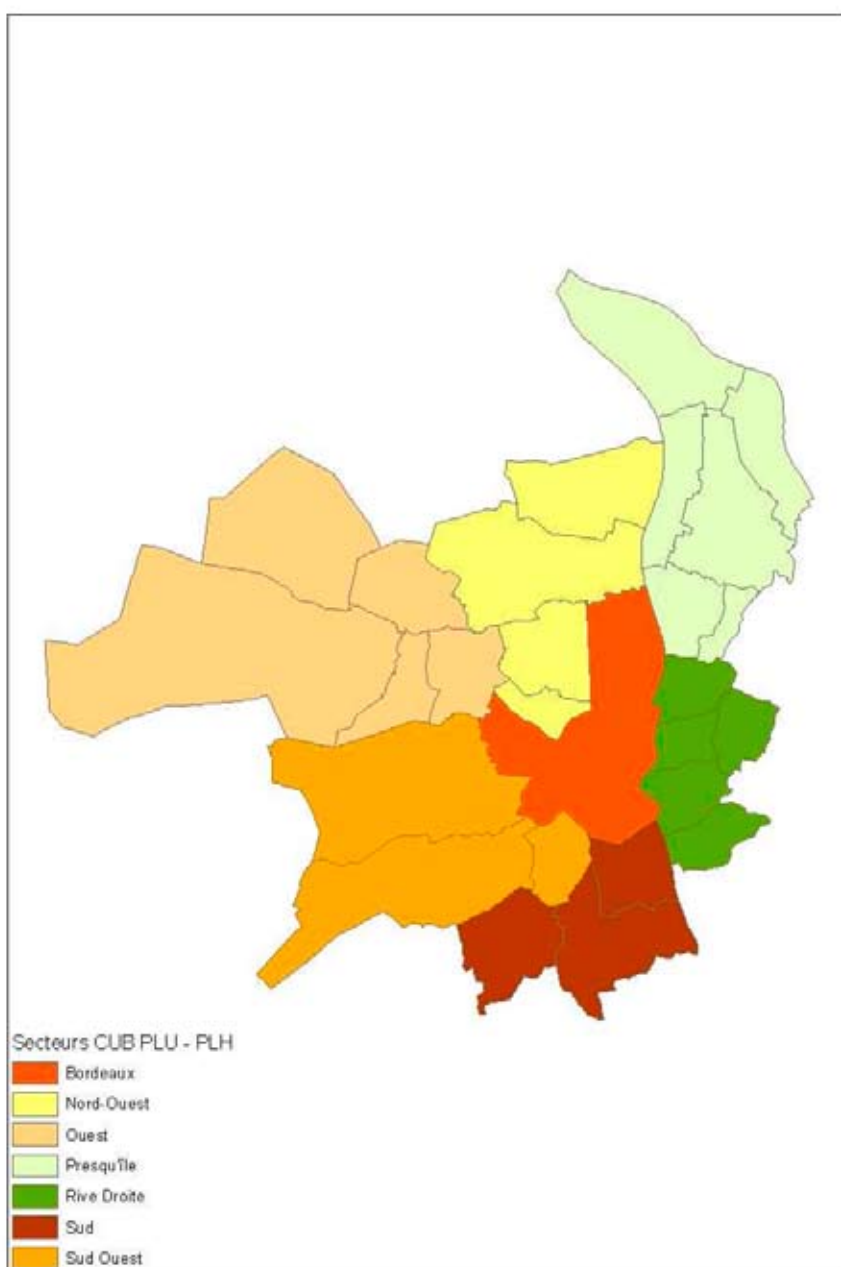 Secteurs CUB PLU - PLH
Bordeaux
Nord-Ouest
Ouest
Presqu'île
Rive Droite
Sud
Sud Ouest